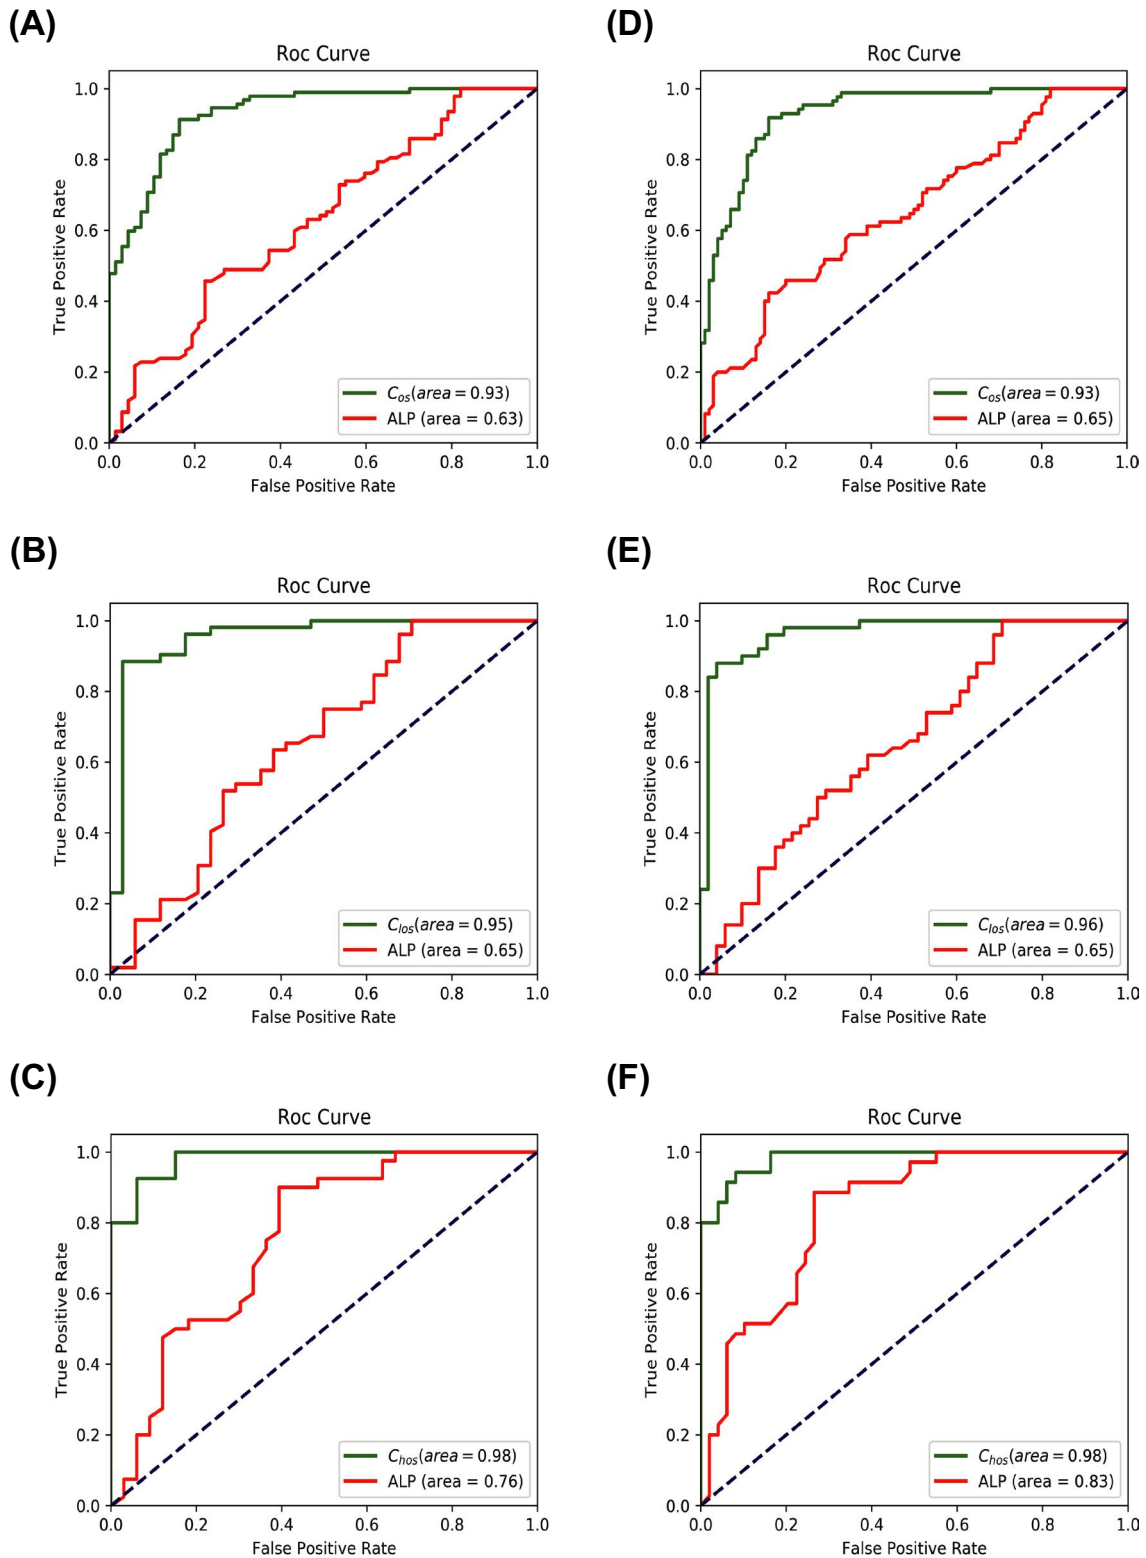 (A)
Roc Curve
True Positive Rate
1.0
0.8
0.6
0.4
0.2
0.0
0.0 0.2 0.4 0.6 0.8 1.0
False Positive Rate
Cos(area = 0.93)
ALP (area = 0.63)
(D)
Roc Curve
True Positive Rate
1.0
0.8
0.6
0.4
0.2
0.0
0.0 0.2 0.4 0.6 0.8 1.0
False Positive Rate
Cos(area = 0.93)
ALP (area = 0.65)
(B)
Roc Curve
True Positive Rate
1.0
0.8
0.6
0.4
0.2
0.0
0.0 0.2 0.4 0.6 0.8 1.0
False Positive Rate
Clos(area = 0.95)
ALP (area = 0.65)
(E)
Roc Curve
True Positive Rate
1.0
0.8
0.6
0.4
0.2
0.0
0.0 0.2 0.4 0.6 0.8 1.0
False Positive Rate
Clos(area = 0.96)
ALP (area = 0.65)
(C)
Roc Curve
True Positive Rate
1.0
0.8
0.6
0.4
0.2
0.0
0.0 0.2 0.4 0.6 0.8 1.0
False Positive Rate
Chos(area = 0.98)
ALP (area = 0.76)
(F)
Roc Curve
True Positive Rate
1.0
0.8
0.6
0.4
0.2
0.0
0.0 0.2 0.4 0.6 0.8 1.0
False Positive Rate
Chos(area = 0.98)
ALP (area = 0.83)